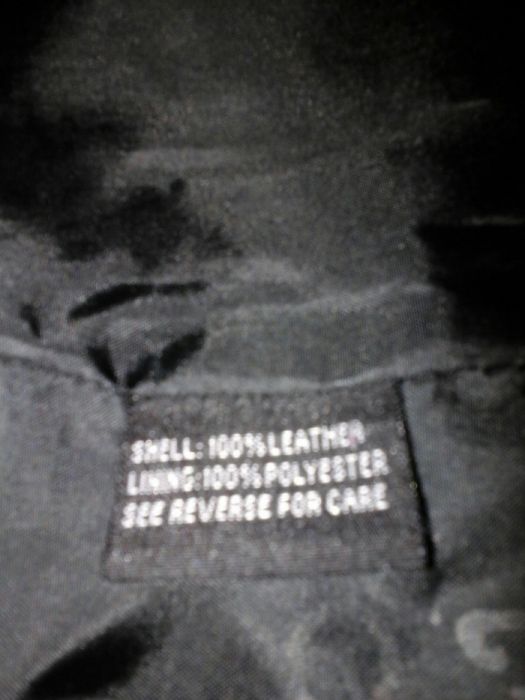 SHELL: 100% LEATHER
LINING: 100% POLYESTER
SEE REVERSE FOR CARE